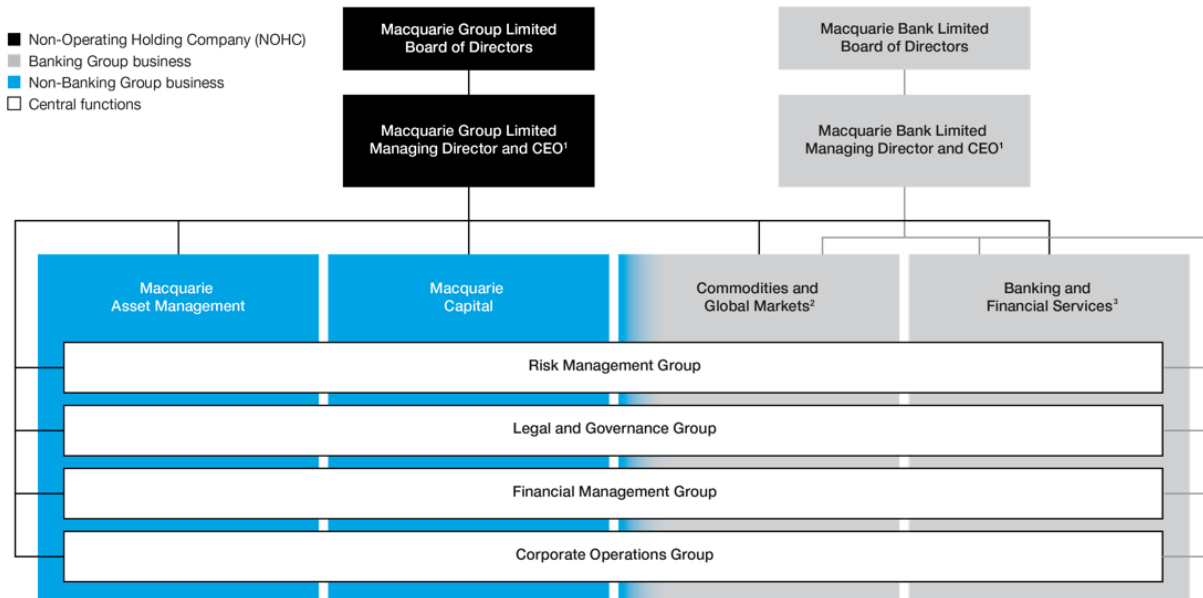 Non-Operating Holding Company (NOHC)
Banking Group business
Non-Banking Group business
Central functions
Macquarie Group Limited
Board of Directors
Macquarie Bank Limited
Board of Directors
Macquarie Group Limited
Managing Director and CEO¹
Macquarie Bank Limited
Managing Director and CEO¹
Macquarie
Asset Management
Macquarie
Capital
Commodities and
Global Markets²
Banking and
Financial Services³
Risk Management Group
Legal and Governance Group
Financial Management Group
Corporate Operations Group